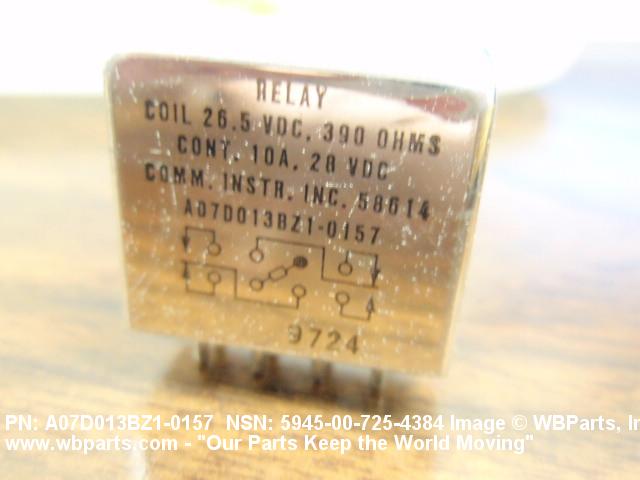 RELAY
COIL 26.5 VDC, 390 OHMS
CONT. 10A, 28 VDC
COMM. INSTR. INC. 58614
A07D013BZ1-0157
9724
PN: A07D013BZ1-0157 NSN: 5945-00-725-4384 Image © WBParts, In
www.wbparts.com - "Our Parts Keep the World Moving"